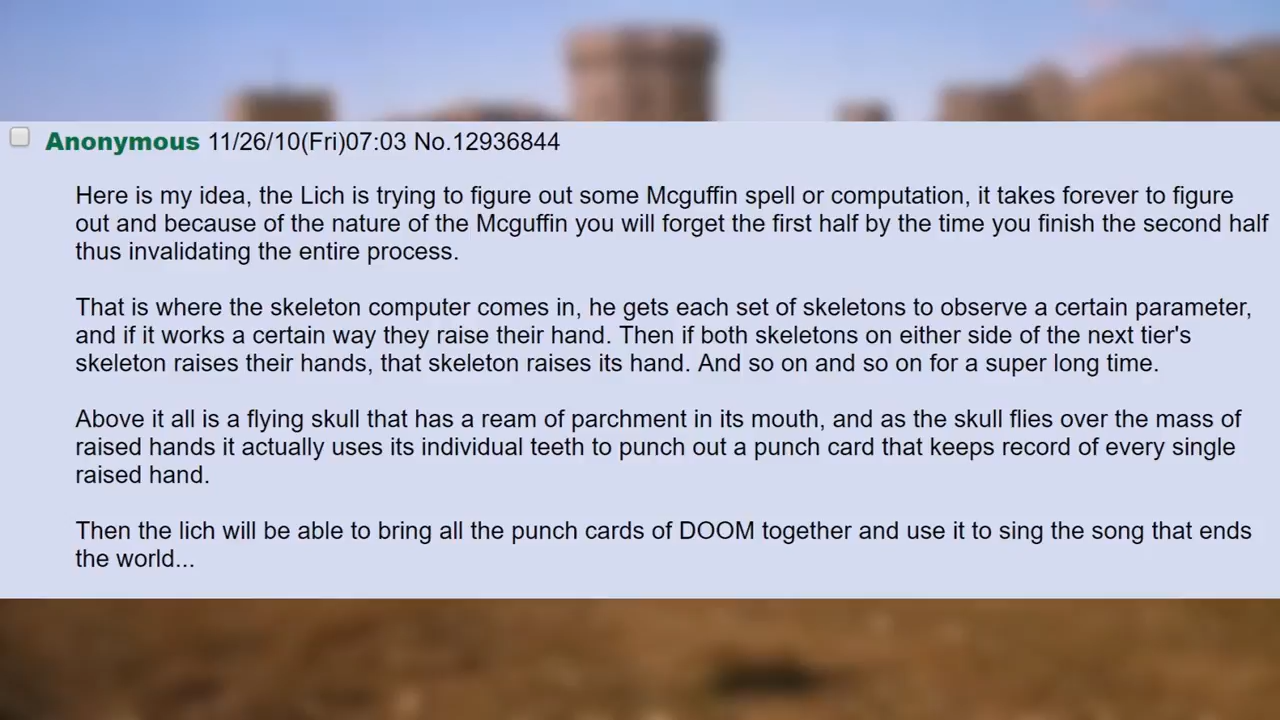 Anonymous 11/26/10(Fri)07:03 No.12936844
Here is my idea, the Lich is trying to figure out some Mcguffin spell or computation, it takes forever to figure
out and because of the nature of the Mcguffin you will forget the first half by the time you finish the second half
thus invalidating the entire process.
That is where the skeleton computer comes in, he gets each set of skeletons to observe a certain parameter,
and if it works a certain way they raise their hand. Then if both skeletons on either side of the next tier's
skeleton raises their hands, that skeleton raises its hand. And so on and so on for a super long time.
Above it all is a flying skull that has a ream of parchment in its mouth, and as the skull flies over the mass of
raised hands it actually uses its individual teeth to punch out a punch card that keeps record of every single
raised hand.
Then the lich will be able to bring all the punch cards of DOOM together and use it to sing the song that ends
the world...